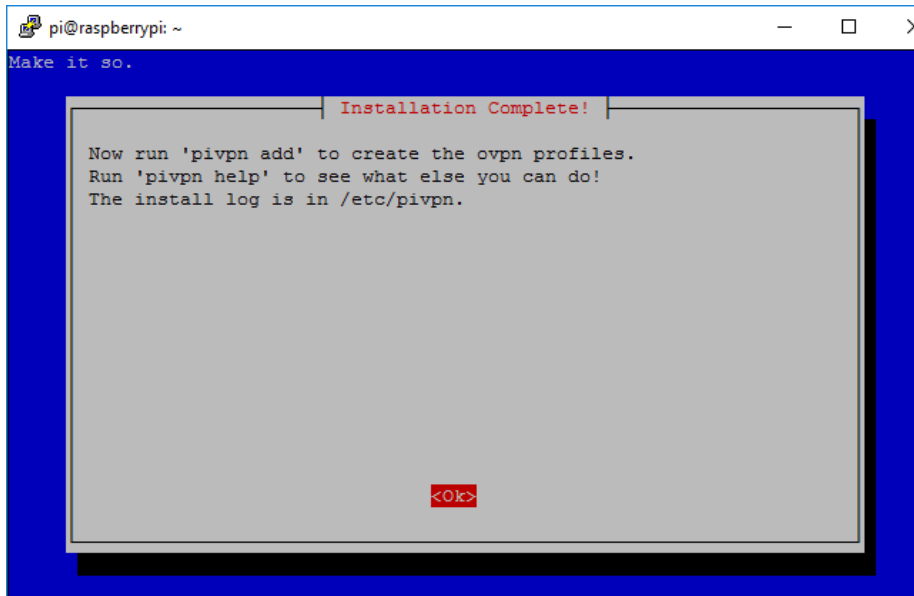 pi@raspberrypi: ~
Make it so.
Installation Complete!
Now run 'pivpn add' to create the ovpn profiles.
Run 'pivpn help' to see what else you can do!
The install log is in /etc/pivpn.
<Ok>